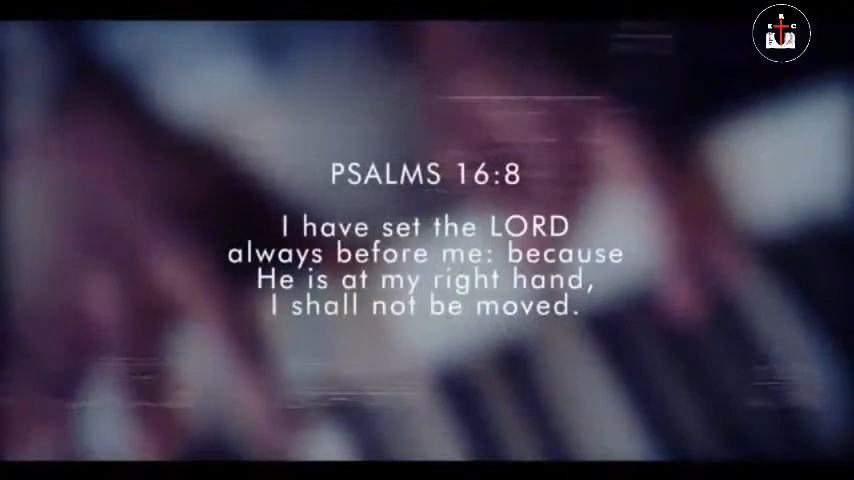 R
K C
PSALMS 16:8
I have set the LORD
always before me: because
He is at my right hand,
I shall not be moved.